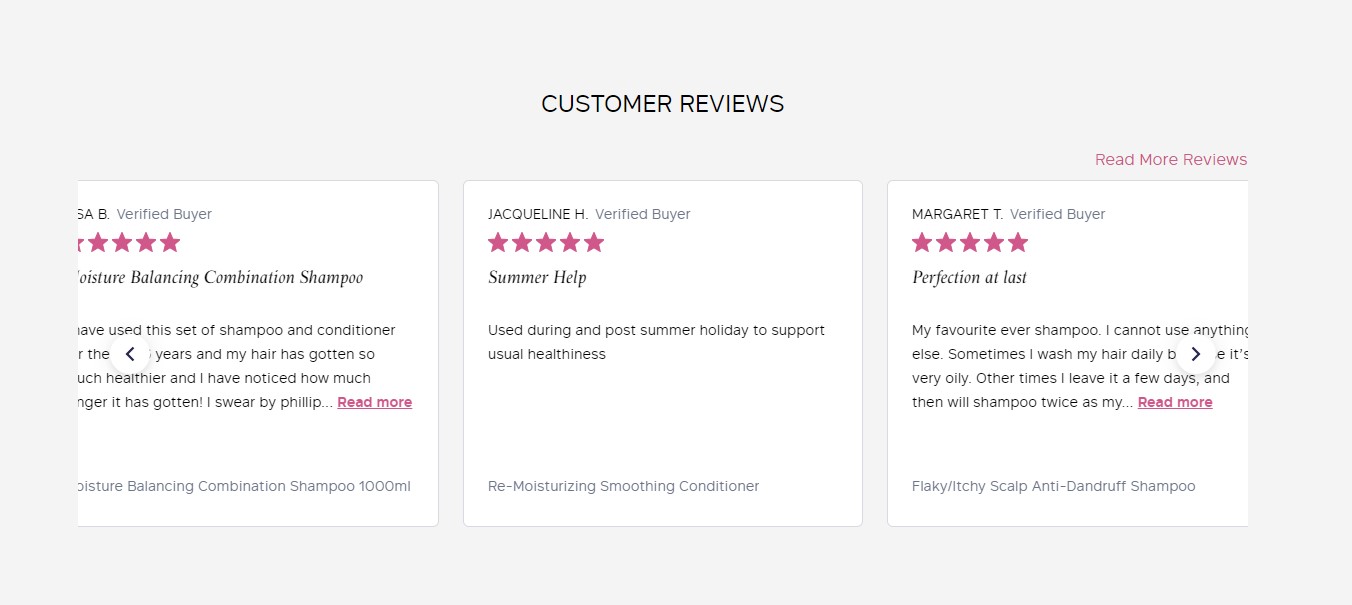 CUSTOMER REVIEWS
Read More Reviews
SA B. Verified Buyer
oisture Balancing Combination Shampoo
have used this set of shampoo and conditioner
r the years and my hair has gotten so
uch healthier and I have noticed how much
nger it has gotten! I swear by phillip... Read more
oisture Balancing Combination Shampoo 1000ml
JACQUELINE H. Verified Buyer
Summer Help
Used during and post summer holiday to support
usual healthiness
Re-Moisturizing Smoothing Conditioner
MARGARET T. Verified Buyer
Perfection at last
My favourite ever shampoo. I cannot use anything
else. Sometimes I wash my hair daily it's
very oily. Other times I leave it a few days, and
then will shampoo twice as my... Read more
Flaky/Itchy Scalp Anti-Dandruff Shampoo